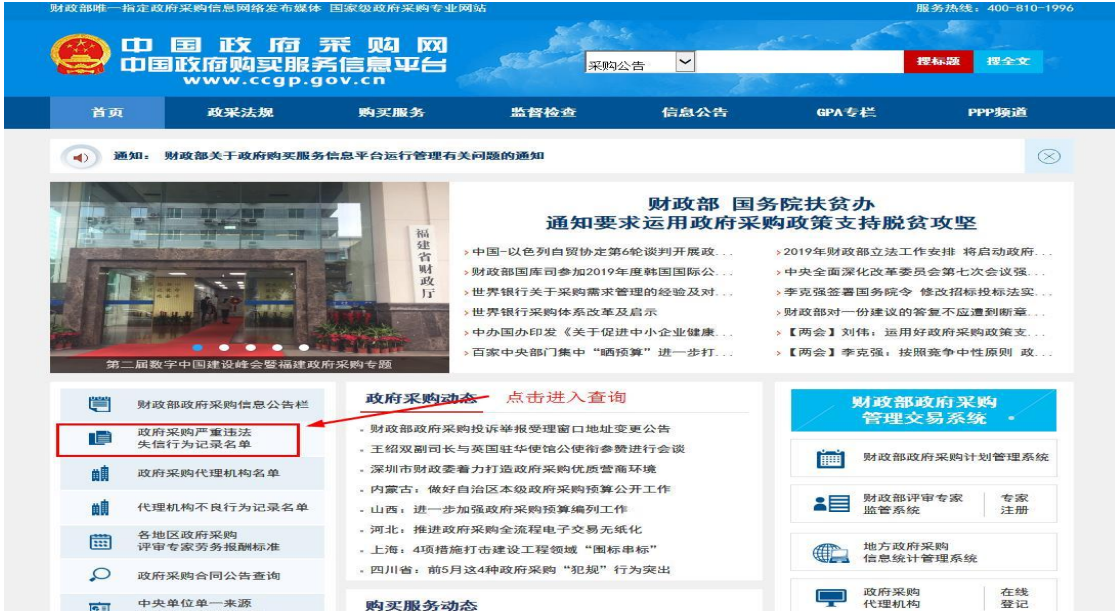 财政部唯一指定政府采购信息网络发布媒体 国家级政府采购专业网站
服务热线：400-810-1996
中国政府采购网
中国政府购买服务信息平台
www.ccgp.gov.cn
采购公告
搜标题 搜全文
首页 政采法规 购买服务 监督检查 信息公告 GPA专栏 PPP频道
通知： 财政部关于政府购买服务信息平台运行管理有关问题的通知
福建省财政厅
第二届数字中国建设峰会暨福建政府采购专题
财政部 国务院扶贫办
通知要求运用政府采购政策支持脱贫攻坚
中国-以色列自贸协定第6轮谈判开展政...
财政部国库司参加2019年度韩国国际公...
世界银行关于采购需求管理的经验及对...
世界银行采购体系改革及启示
中办国办印发《关于促进中小企业健康...
百家中央部门集中“晒预算”进一步打...
2019年财政部立法工作安排 将启动政府...
中央全面深化改革委员会第七次会议强...
李克强签署国务院令 修改招标投标法实...
财政部对一份建议的答复不应遭到断章...
【两会】刘伟：运用好政府采购政策支...
【两会】李克强：按照竞争中性原则 政...
财政部政府采购信息公告栏
政府采购严重违法
失信行为记录名单
政府采购代理机构名单
代理机构不良行为记录名单
各地区政府采购
评审专家劳务报酬标准
政府采购合同公告查询
中央单位单一来源
政府采购动态
点击进入查询
财政部政府采购投诉举报受理窗口地址变更公告
王绍双副司长与英国驻华使馆公使衔参赞进行会谈
深圳市财政委着力打造政府采购优质营商环境
内蒙古：做好自治区本级政府采购预算公开工作
山西：进一步加强政府采购预算编列工作
河北：推进政府采购全流程电子交易无纸化
上海：4项措施打击建设工程领域“围标串标”
四川省：前5月这4种政府采购“犯规”行为突出
购买服务动态
财政部政府采购
管理交易系统
财政部政府采购计划管理系统
财政部评审专家
监管系统
专家
注册
地方政府采购
信息统计管理系统
政府采购
代理机构
在线
登记